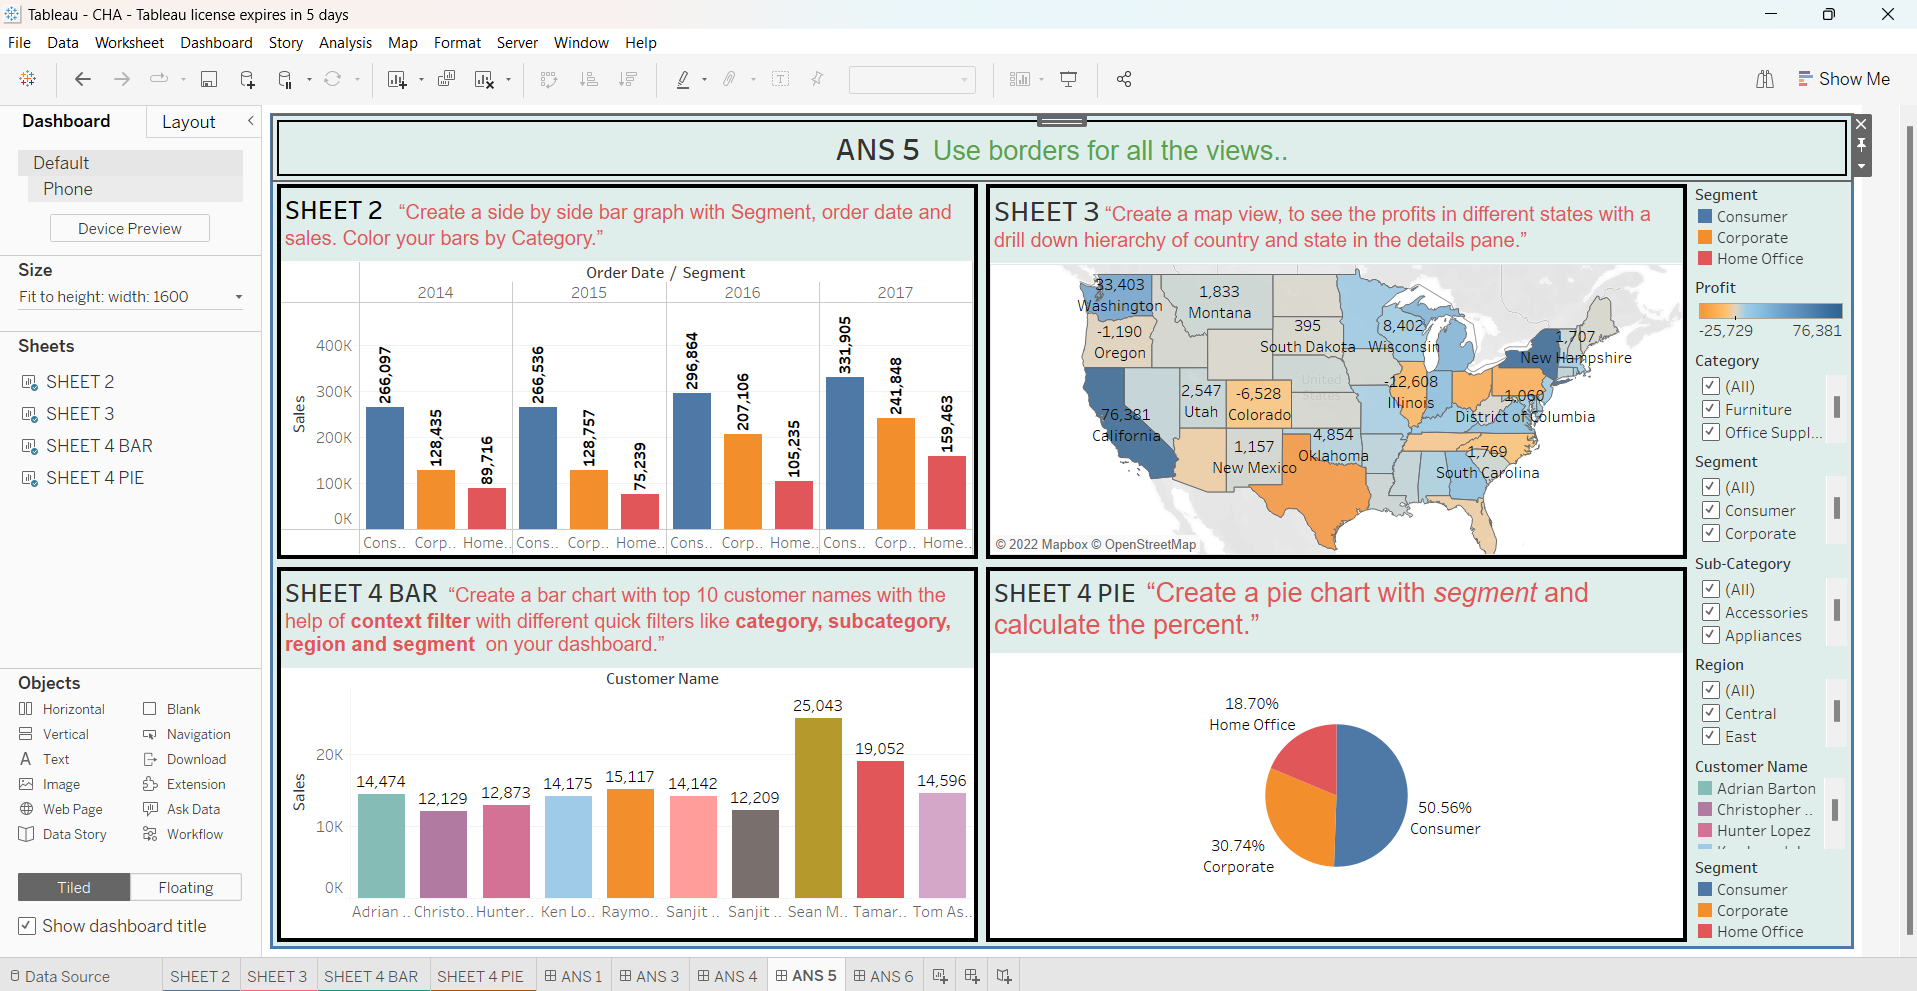 Tableau - CHA - Tableau license expires in 5 days
File Data Worksheet Dashboard Story Analysis Map Format Server Window Help
Show Me
Dashboard
Layout
Default
Phone
Device Preview
Size
Fit to height: width: 1600
Sheets
SHEET 2
SHEET 3
SHEET 4 BAR
SHEET 4 PIE
Objects
Horizontal
Blank
Vertical
Navigation
Text
Download
Image
Extension
Web Page
Ask Data
Data Story
Workflow
Tiled
Floating
Show dashboard title
ANS 5 Use borders for all the views..
SHEET 2 “Create a side by side bar graph with Segment, order date and
sales. Color your bars by Category.”
Order Date / Segment
2014 2015 2016 2017
Sales
400K
300K
200K
100K
0K
266,097
128,435
89,716
266,536
128,757
75,239
296,864
207,106
105,235
331,905
241,848
159,463
Cons.. Corp.. Home.. Cons.. Corp.. Home.. Cons.. Corp.. Home.. Cons.. Corp.. Home..
SHEET 3 “Create a map view, to see the profits in different states with a
drill down hierarchy of country and state in the details pane.”
33,403
Washington
1,833
Montana
-1,190
Oregon
395
South Dakota
8,402
Wisconsin
1,707
New Hampshire
United
States
2,547
Utah
-6,528
Colorado
-12,608
Illinois
1,060
District of Columbia
76,381
California
1,157
New Mexico
4,854
Oklahoma
1,769
South Carolina
© 2022 Mapbox © OpenStreetMap
SHEET 4 BAR “Create a bar chart with top 10 customer names with the
help of context filter with different quick filters like category, subcategory,
region and segment on your dashboard.”
Customer Name
Sales
20K
10K
0K
14,474
12,129
12,873
14,175
15,117
14,142
12,209
25,043
19,052
14,596
Adrian .. Christo.. Hunter.. Ken Lo.. Raymo.. Sanjit .. Sanjit .. Sean M.. Tamar.. Tom As..
SHEET 4 PIE “Create a pie chart with segment and
calculate the percent.”
18.70%
Home Office
50.56%
Consumer
30.74%
Corporate
Segment
Consumer
Corporate
Home Office
Profit
-25,729 76,381
Category
(All)
Furniture
Office Suppl...
Segment
(All)
Consumer
Corporate
Sub-Category
(All)
Accessories
Appliances
Region
(All)
Central
East
Customer Name
Adrian Barton
Christopher ..
Hunter Lopez
Segment
Consumer
Corporate
Home Office
Data Source SHEET 2 SHEET 3 SHEET 4 BAR SHEET 4 PIE ANS 1 ANS 3 ANS 4 ANS 5 ANS 6